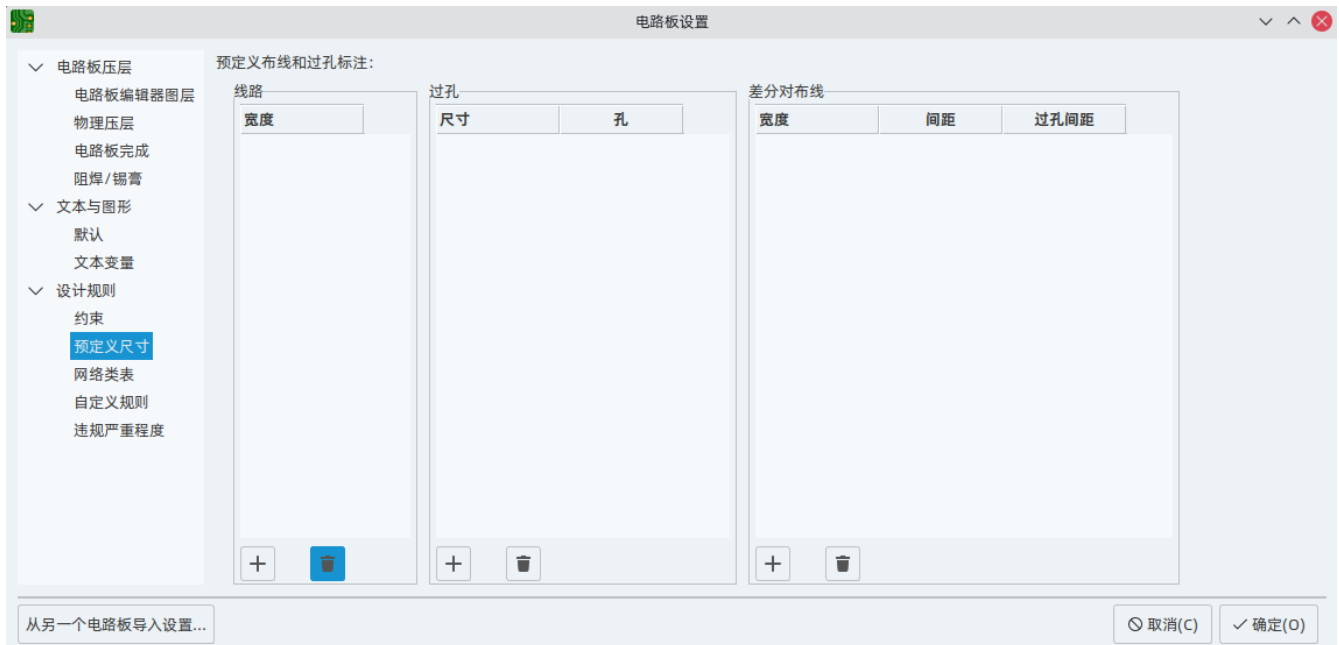 电路板设置
电路板压层
电路板编辑器图层
物理压层
电路板完成
阻焊/锡膏
文本与图形
默认
文本变量
设计规则
约束
预定义尺寸
网络类表
自定义规则
违规严重程度
预定义布线和过孔标注:
线路
宽度
过孔
尺寸 孔
差分对布线
宽度 间距 过孔间距
从另一个电路板导入设置...
取消(C) 确定(O)